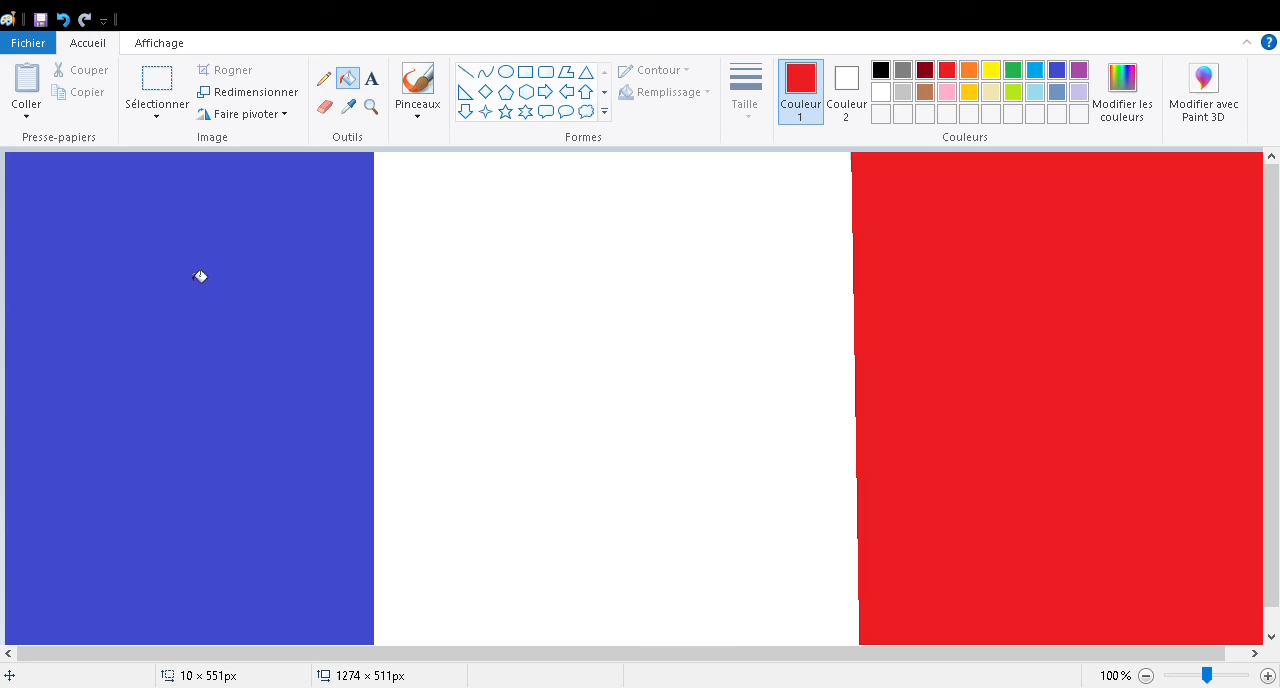 Fichier Accueil Affichage
Coller
Couper
Copier
Presse-papiers
Sélectionner
Rogner
Redimensionner
Faire pivoter
Image
A
Outils
Pinceaux
Contour
Remplissage
Formes
Taille
Couleur 1
Couleur 2
Modifier les couleurs
Couleurs
Modifier avec Paint 3D
?
10 × 551px
1274 × 511px
100 %